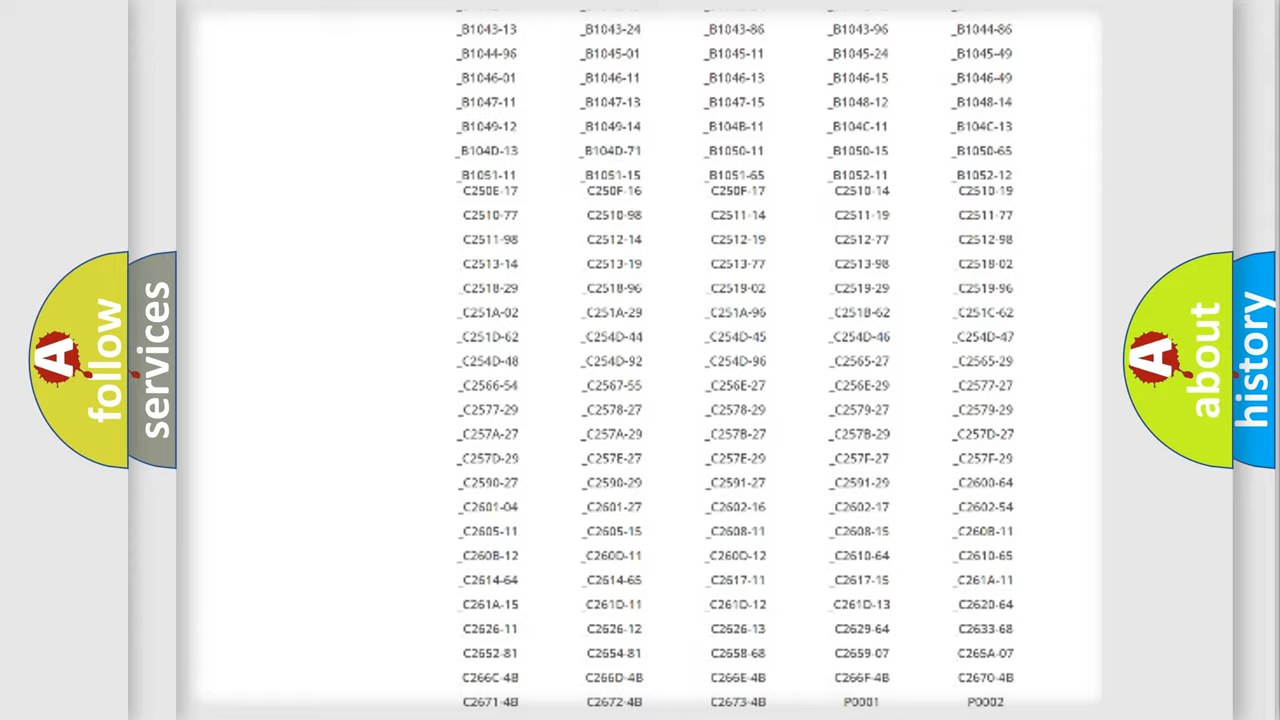 _B1043-13 _B1043-24 _B1043-86 _B1043-96 _B1044-86
_B1044-96 _B1045-01 _B1045-11 _B1045-24 _B1045-49
_B1046-01 _B1046-11 _B1046-13 _B1046-15 _B1046-49
_B1047-11 _B1047-13 _B1047-15 _B1048-12 _B1048-14
_B1049-12 _B1049-14 _B104B-11 _B104C-11 _B104C-13
_B104D-13 _B104D-71 _B1050-11 _B1050-15 _B1050-65
_B1051-11 _B1051-15 _B1051-65 _B1052-11 _B1052-12
C250E-17 C250F-16 C250F-17 C2510-14 C2510-19
C2510-77 C2510-98 C2511-14 C2511-19 C2511-77
C2511-98 C2512-14 C2512-19 C2512-77 C2512-98
C2513-14 C2513-19 C2513-77 C2513-98 C2518-02
_C2518-29 _C2518-96 _C2519-02 _C2519-29 _C2519-96
_C251A-02 _C251A-29 _C251A-96 _C251B-62 _C251C-62
_C251D-62 _C254D-44 _C254D-45 _C254D-46 _C254D-47
_C254D-48 _C254D-92 _C254D-96 _C2565-27 _C2565-29
_C2566-54 _C2567-55 _C256E-27 _C256E-29 _C2577-27
_C2577-29 _C2578-27 _C2578-29 _C2579-27 _C2579-29
_C257A-27 _C257A-29 _C257B-27 _C257B-29 _C257D-27
_C257D-29 _C257E-27 _C257E-29 _C257F-27 _C257F-29
_C2590-27 _C2590-29 _C2591-27 _C2591-29 _C2600-64
_C2601-04 _C2601-27 _C2602-16 _C2602-17 _C2602-54
_C2605-11 _C2605-15 _C2608-11 _C2608-15 _C260B-11
_C260B-12 _C260D-11 _C260D-12 _C2610-64 _C2610-65
_C2614-64 _C2614-65 _C2617-11 _C2617-15 _C261A-11
_C261A-15 _C261D-11 _C261D-12 _C261D-13 _C2620-64
C2626-11 C2626-12 C2626-13 C2629-64 C2633-68
C2652-81 C2654-81 C2658-68 C2659-07 C265A-07
C266C-4B C266D-4B C266E-4B C266F-4B C2670-4B
C2671-4B C2672-4B C2673-4B P0001 P0002
A follow
services
A about
history